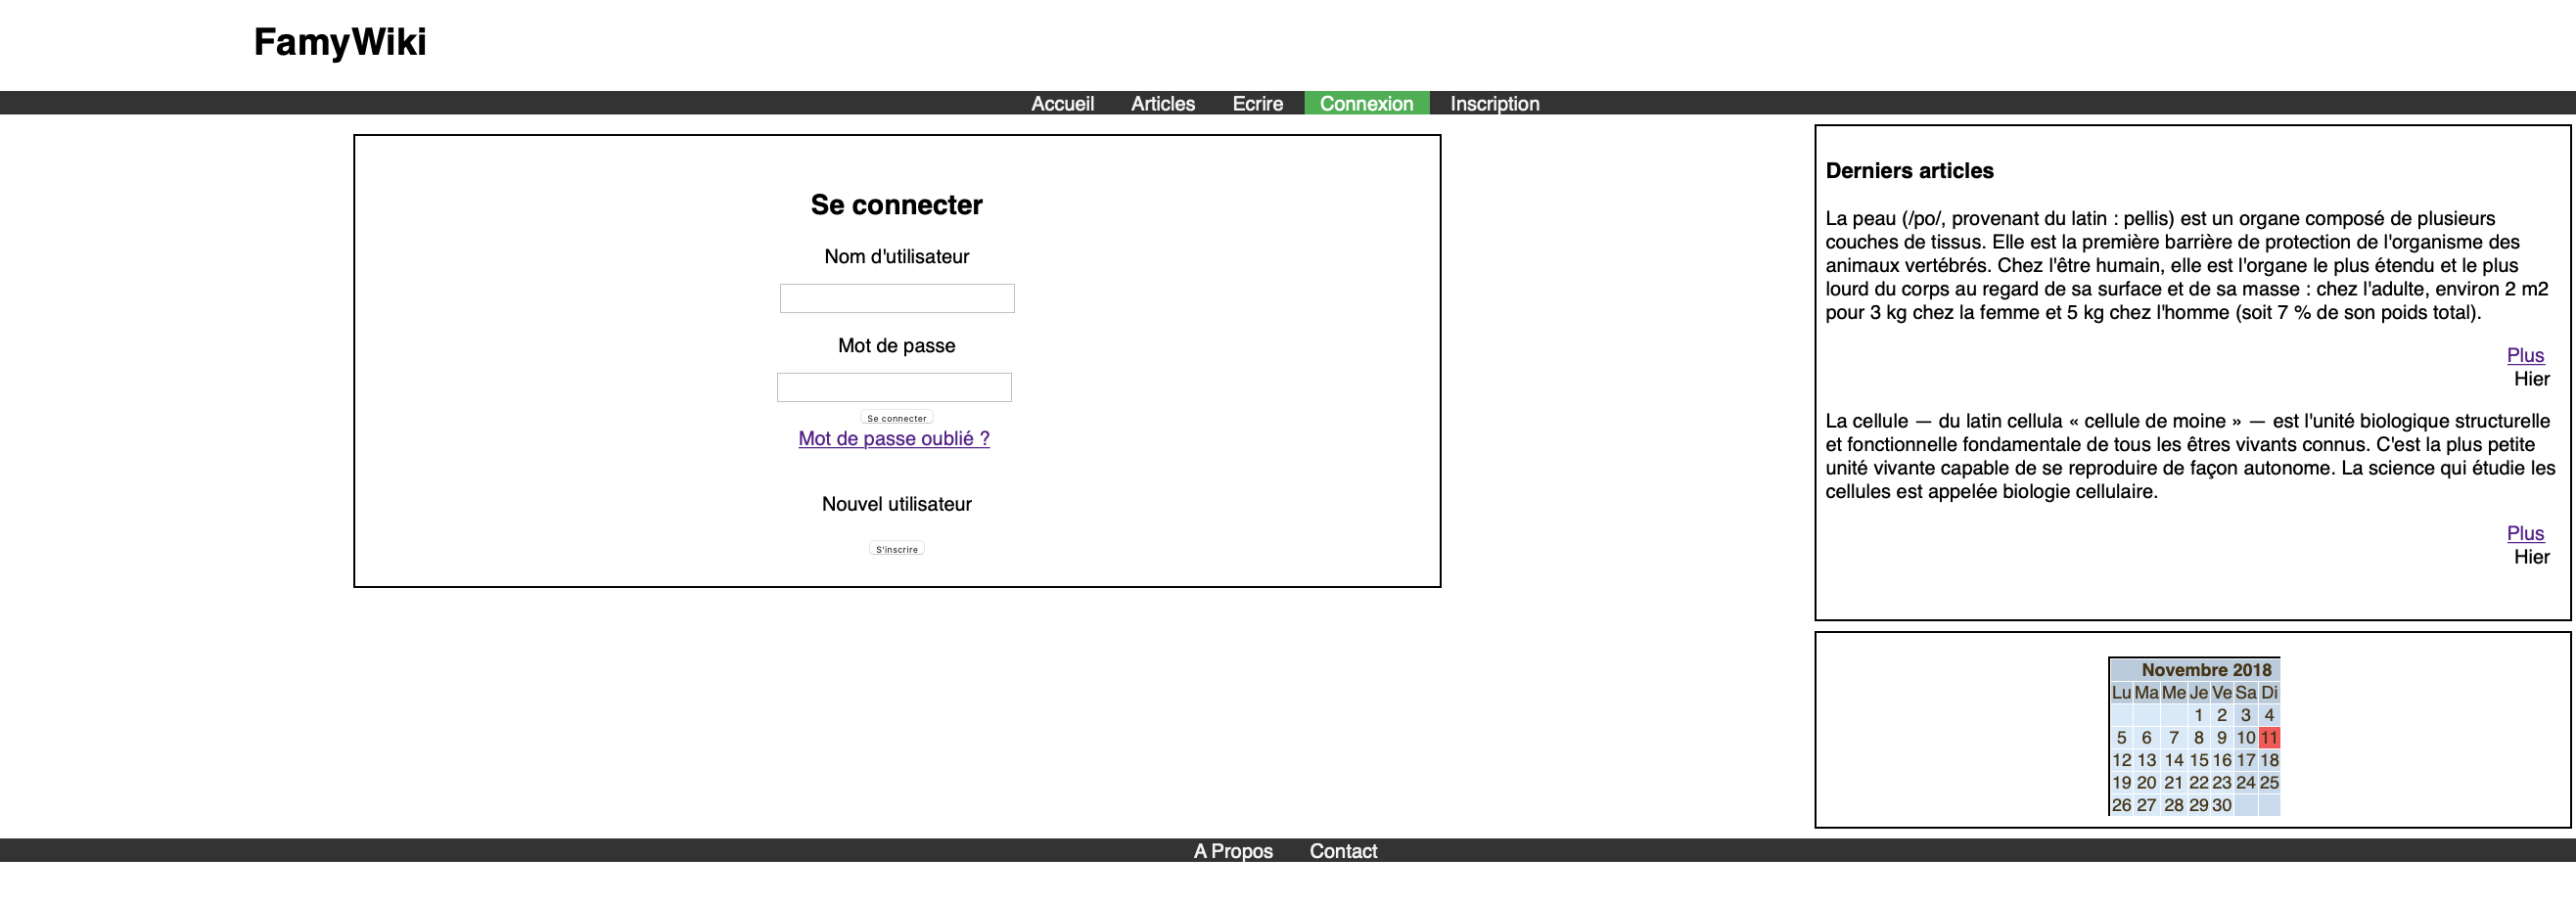 FamyWiki
Accueil Articles Ecrire Connexion Inscription
Se connecter
Nom d'utilisateur
Mot de passe
Se connecter
Mot de passe oublié ?
Nouvel utilisateur
S'inscrire
Derniers articles
La peau (/po/, provenant du latin : pellis) est un organe composé de plusieurs
couches de tissus. Elle est la première barrière de protection de l'organisme des
animaux vertébrés. Chez l'être humain, elle est l'organe le plus étendu et le plus
lourd du corps au regard de sa surface et de sa masse : chez l'adulte, environ 2 m2
pour 3 kg chez la femme et 5 kg chez l'homme (soit 7 % de son poids total).
Plus
Hier
La cellule — du latin cellula « cellule de moine » — est l'unité biologique structurelle
et fonctionnelle fondamentale de tous les êtres vivants connus. C'est la plus petite
unité vivante capable de se reproduire de façon autonome. La science qui étudie les
cellules est appelée biologie cellulaire.
Plus
Hier
Novembre 2018
Lu Ma Me Je Ve Sa Di
1 2 3 4
5 6 7 8 9 10 11
12 13 14 15 16 17 18
19 20 21 22 23 24 25
26 27 28 29 30
A Propos Contact